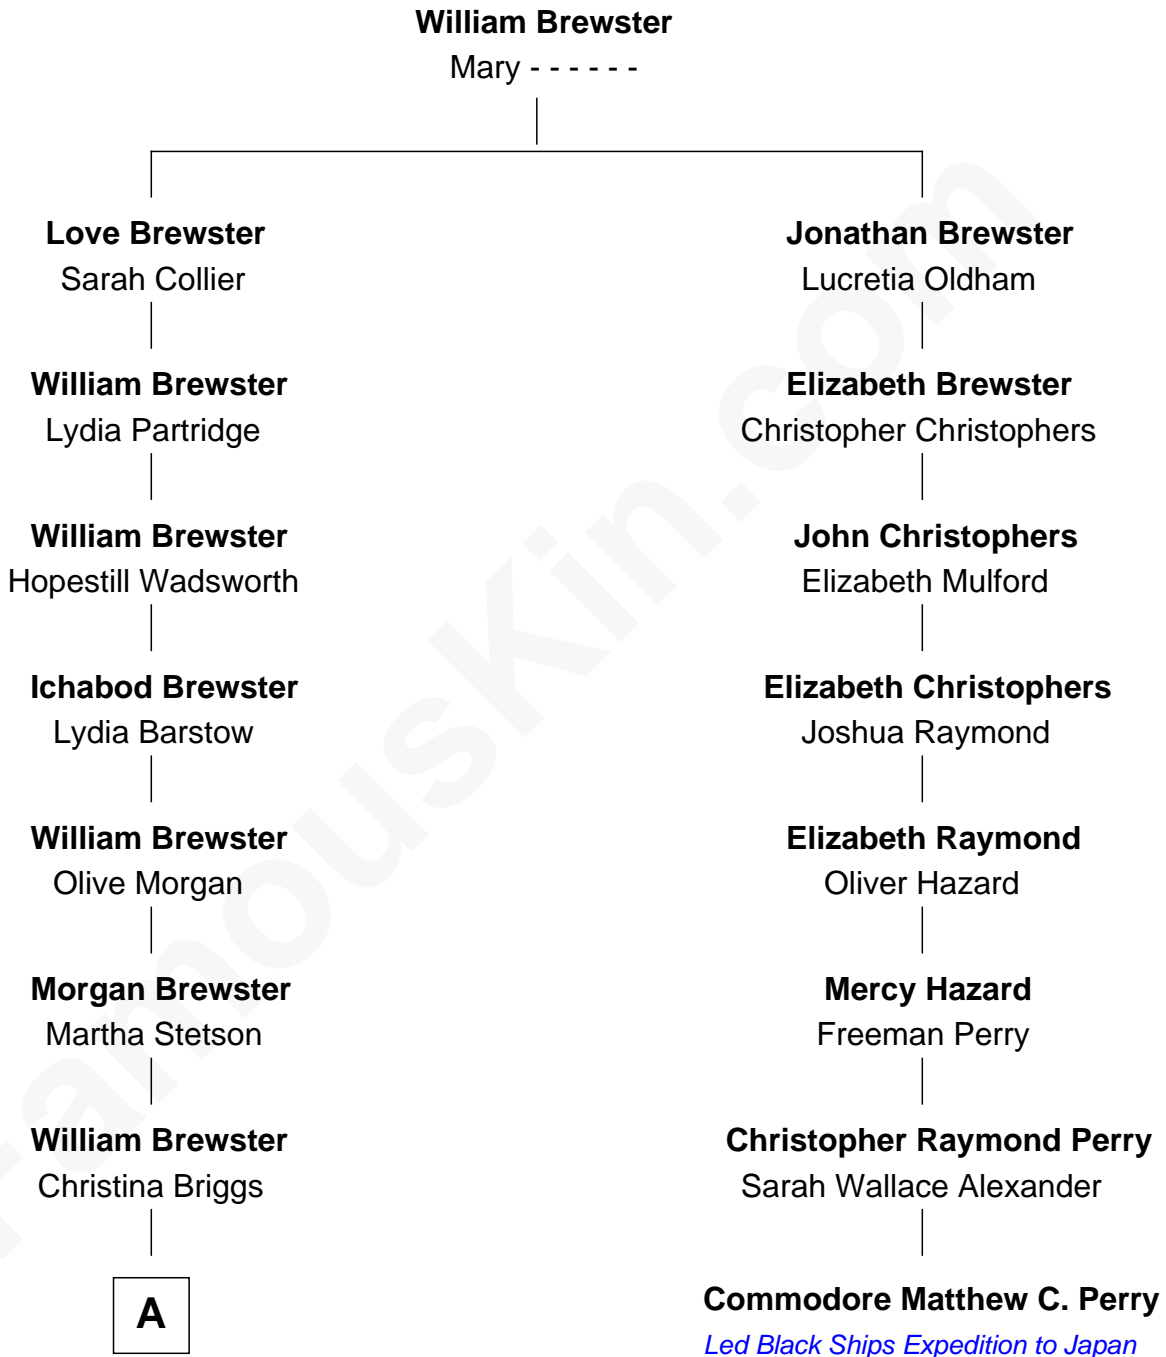 William Brewster
Mary - - - - - -
Love Brewster
Sarah Collier
William Brewster
Lydia Partridge
William Brewster
Hopestill Wadsworth
Ichabod Brewster
Lydia Barstow
William Brewster
Olive Morgan
Morgan Brewster
Martha Stetson
William Brewster
Christina Briggs
A
Jonathan Brewster
Lucretia Oldham
Elizabeth Brewster
Christopher Christophers
John Christophers
Elizabeth Mulford
Elizabeth Christophers
Joshua Raymond
Elizabeth Raymond
Oliver Hazard
Mercy Hazard
Freeman Perry
Christopher Raymond Perry
Sarah Wallace Alexander
Commodore Matthew C. Perry
Led Black Ships Expedition to Japan
FamousKin.com